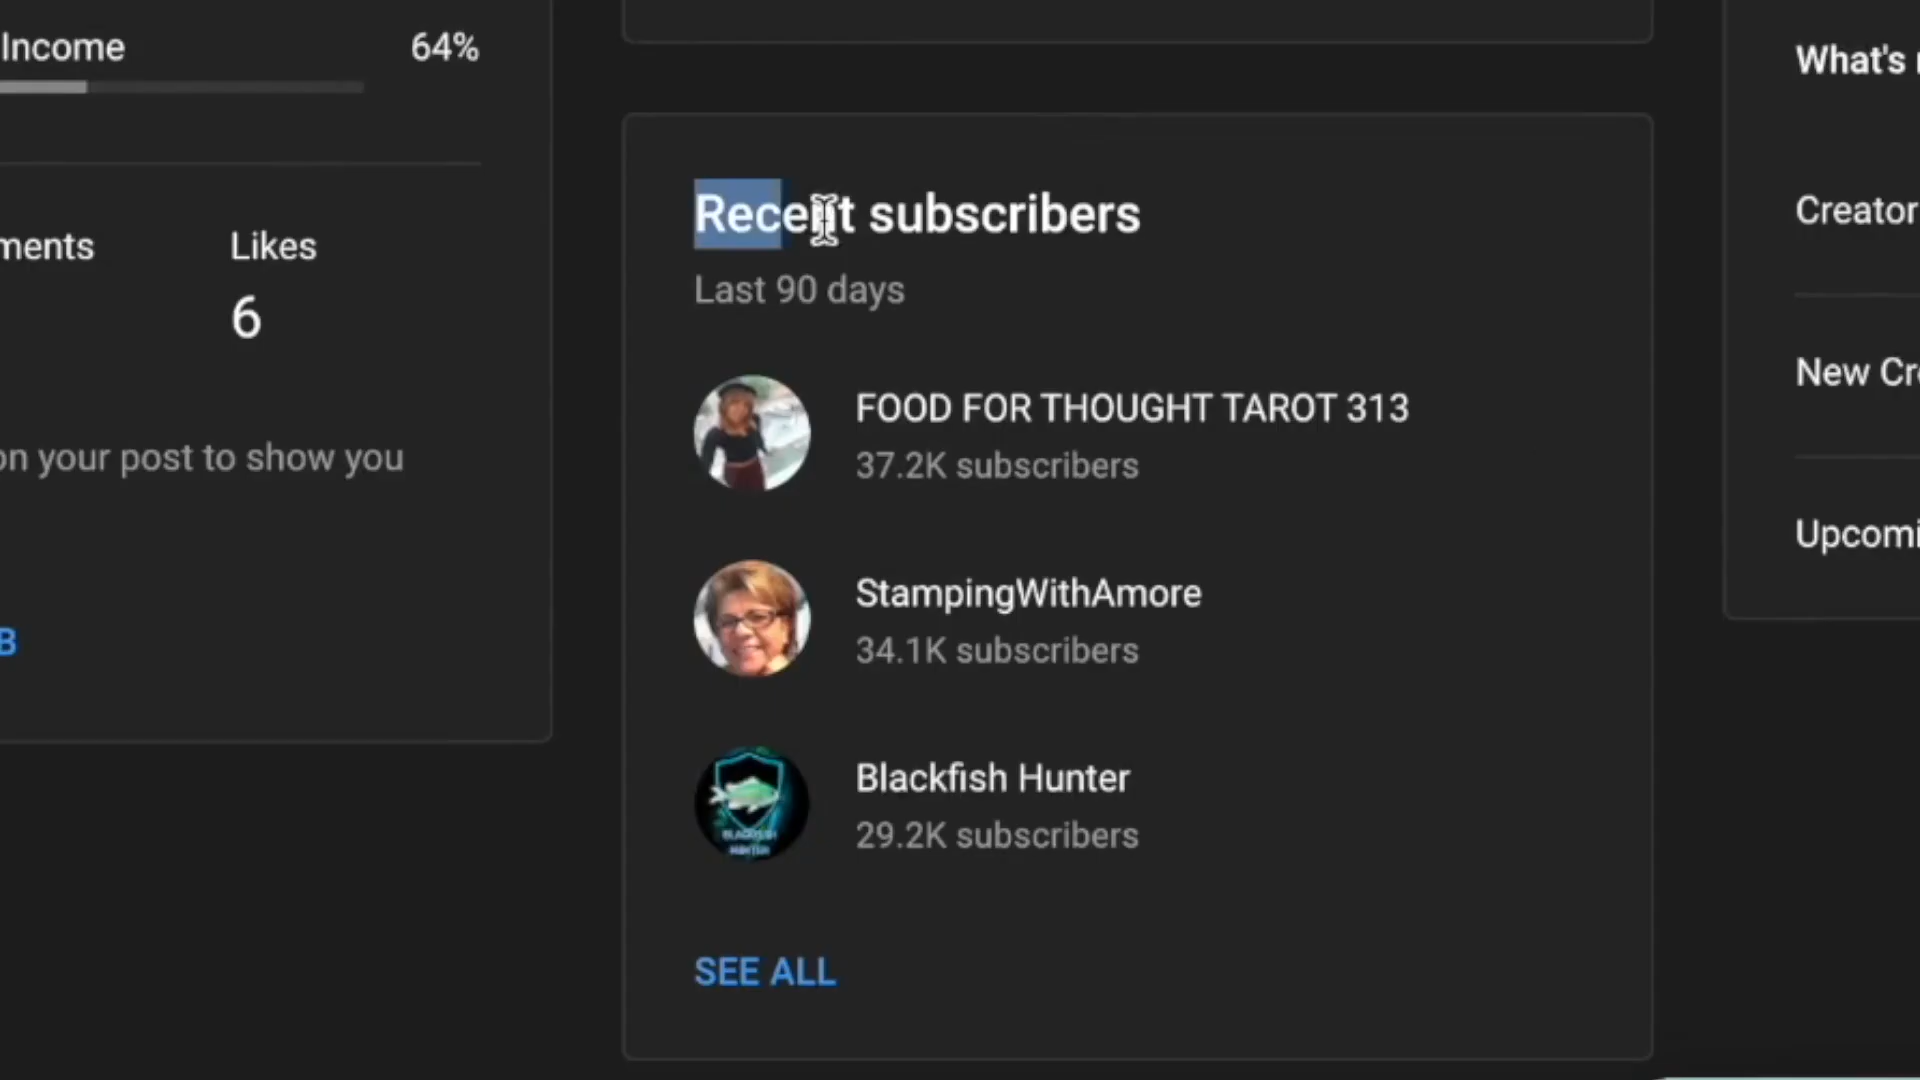 Income 64%
ments Likes
6
on your post to show you
B
Recent subscribers
Last 90 days
FOOD FOR THOUGHT TAROT 313
37.2K subscribers
StampingWithAmore
34.1K subscribers
Blackfish Hunter
29.2K subscribers
SEE ALL
What's
Creator
New Cre
Upcomi